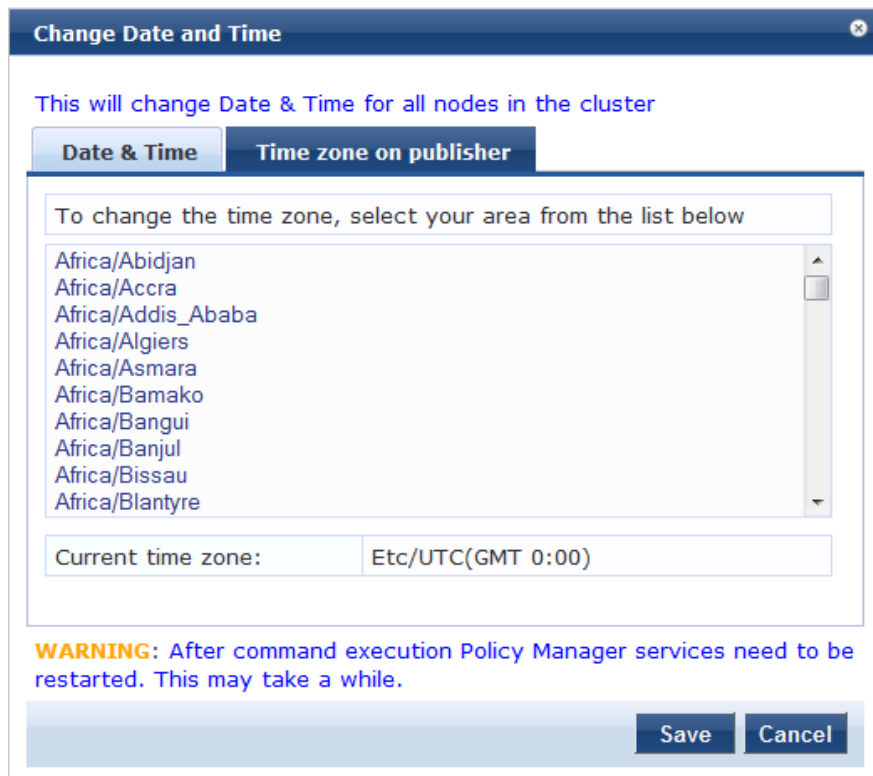 Change Date and Time
This will change Date & Time for all nodes in the cluster
Date & Time
Time zone on publisher
To change the time zone, select your area from the list below
Africa/Abidjan
Africa/Accra
Africa/Addis_Ababa
Africa/Algiers
Africa/Asmara
Africa/Bamako
Africa/Bangui
Africa/Banjul
Africa/Bissau
Africa/Blantyre
Current time zone: Etc/UTC(GMT 0:00)
WARNING: After command execution Policy Manager services need to be
restarted. This may take a while.
Save Cancel